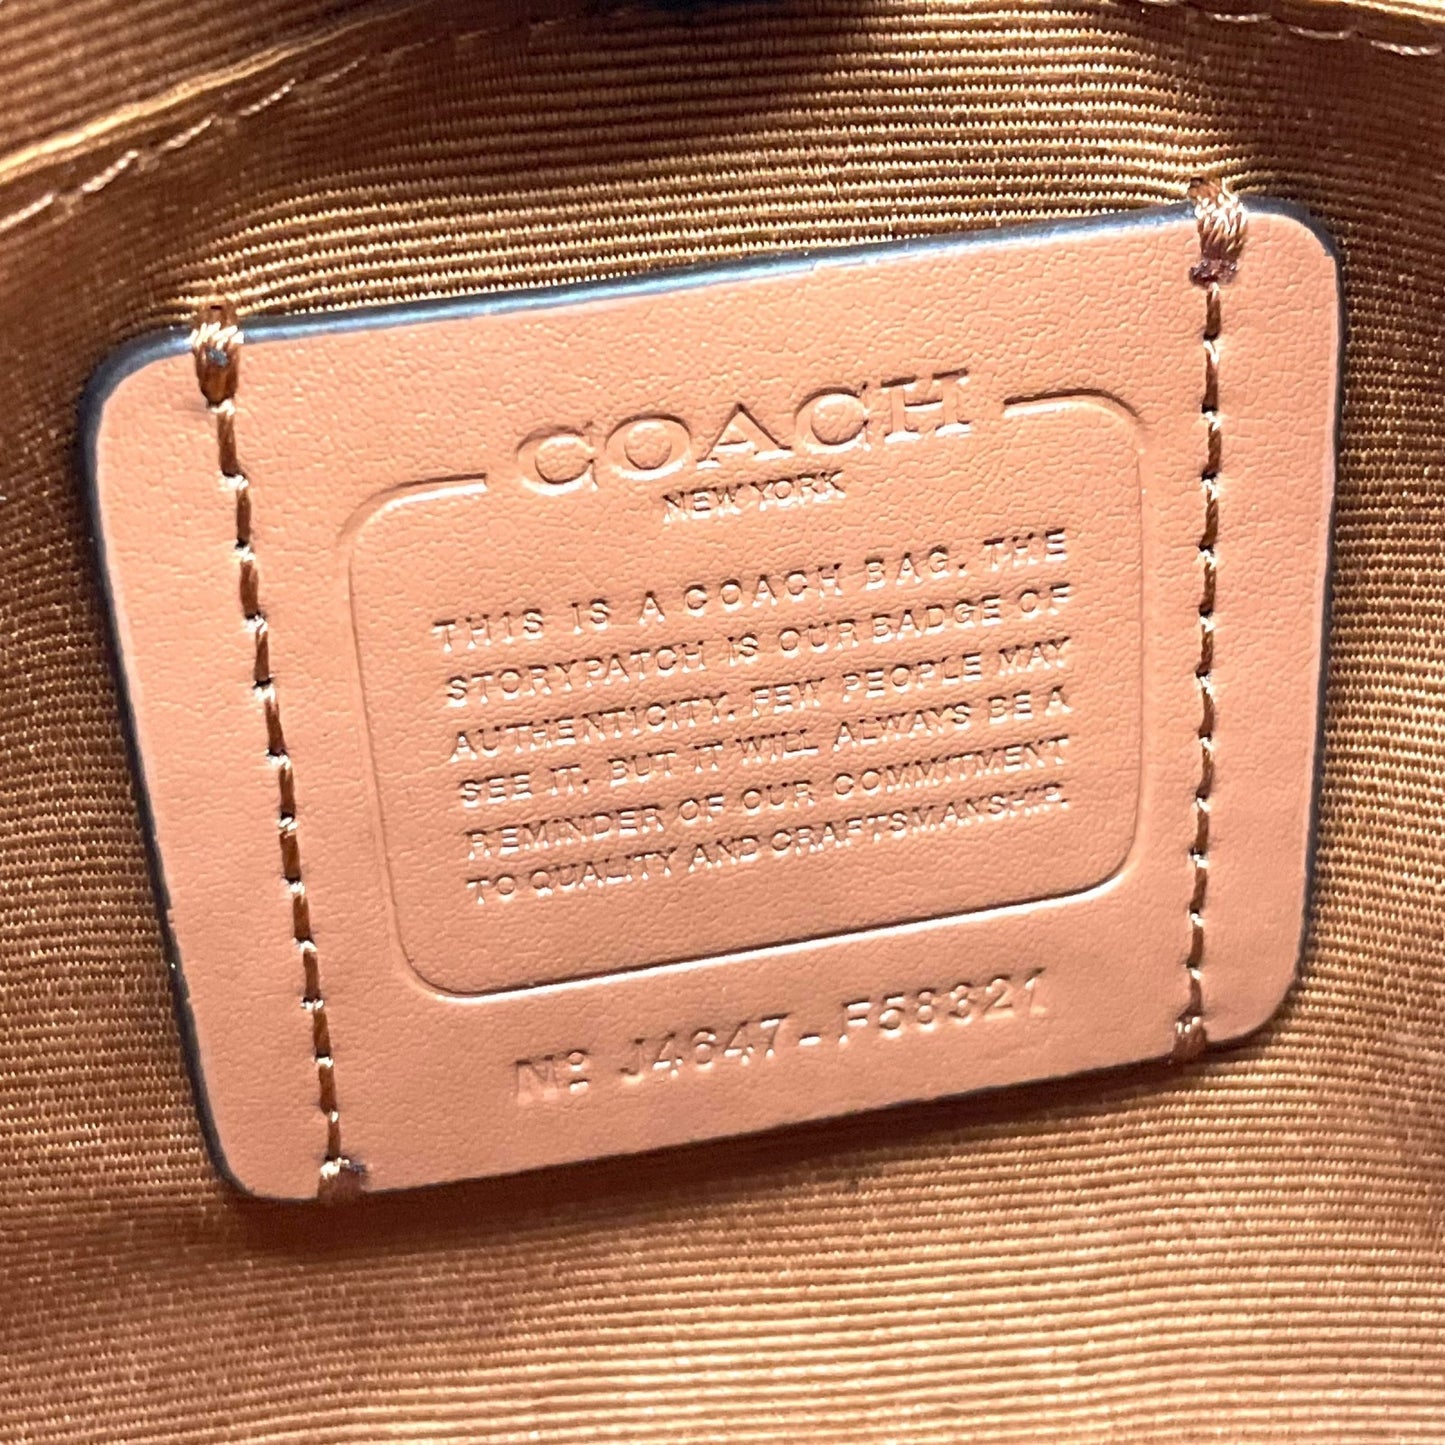 COACH
NEW YORK
THIS IS A COACH BAG. THE
STORYPATCH IS OUR BADGE OF
AUTHENTICITY. FEW PEOPLE MAY
SEE IT. BUT IT WILL ALWAYS BE A
REMINDER OF OUR COMMITMENT
TO QUALITY AND CRAFTSMANSHIP.
Nº J4647-F58321